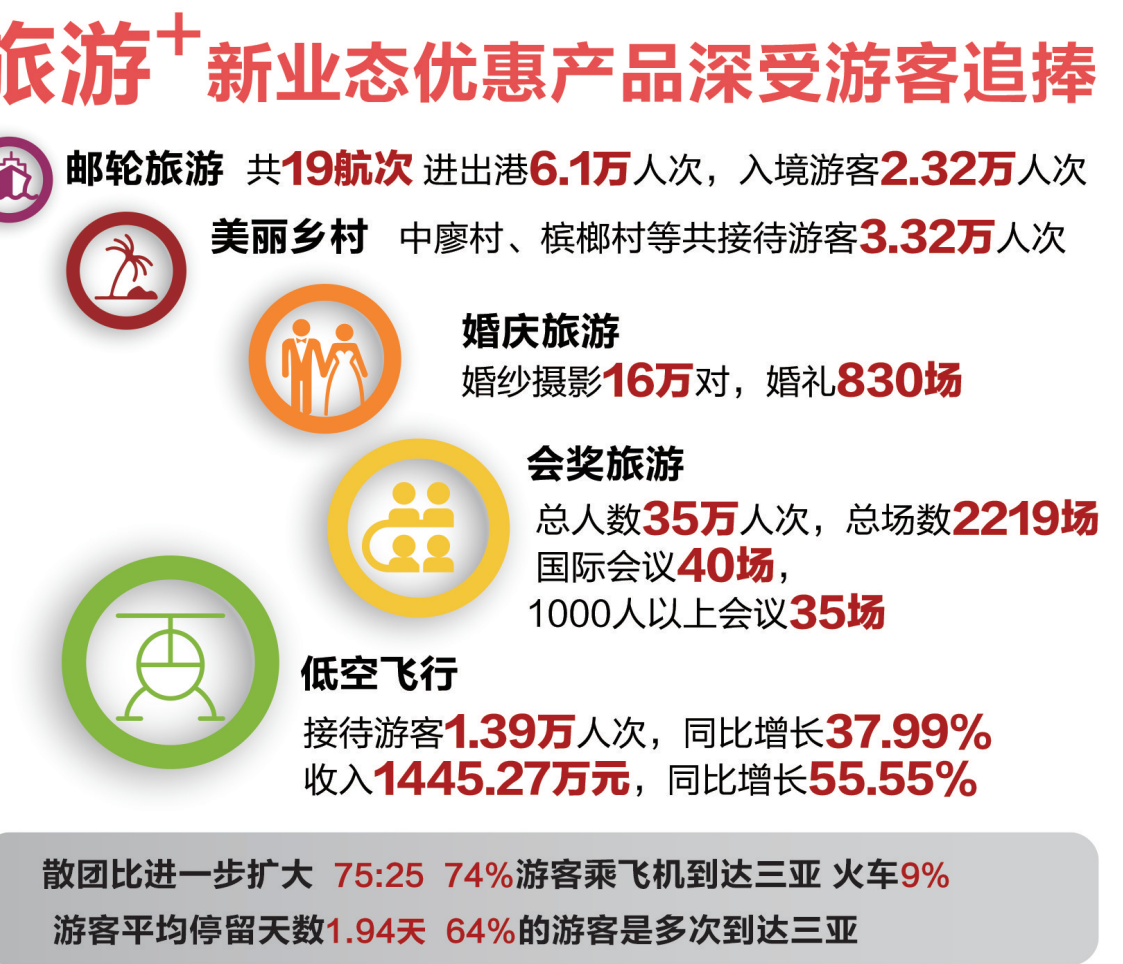 旅游+新业态优惠产品深受游客追捧
邮轮旅游 共19航次 进出港6.1万人次，入境游客2.32万人次
美丽乡村 中廖村、槟榔村等共接待游客3.32万人次
婚庆旅游
婚纱摄影16万对，婚礼830场
会奖旅游
总人数35万人次，总场数2219场
国际会议40场，
1000人以上会议35场
低空飞行
接待游客1.39万人次，同比增长37.99%
收入1445.27万元，同比增长55.55%
散团比进一步扩大 75:25 74%游客乘飞机到达三亚 火车9%
游客平均停留天数1.94天 64%的游客是多次到达三亚